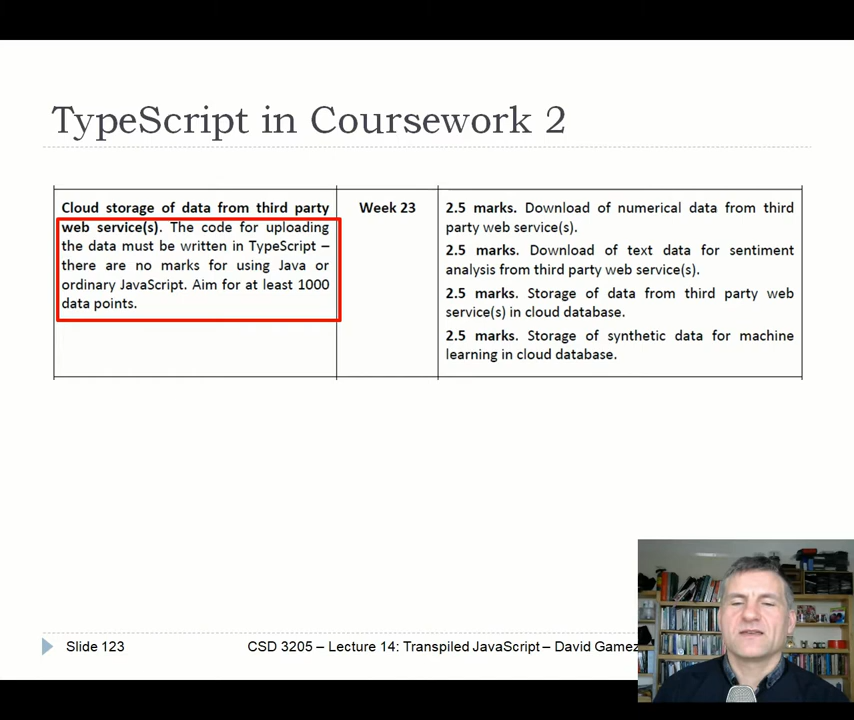 TypeScript in Coursework 2
Cloud storage of data from third party
web service(s). The code for uploading
the data must be written in TypeScript –
there are no marks for using Java or
ordinary JavaScript. Aim for at least 1000
data points.
Week 23
2.5 marks. Download of numerical data from third
party web service(s).
2.5 marks. Download of text data for sentiment
analysis from third party web service(s).
2.5 marks. Storage of data from third party web
service(s) in cloud database.
2.5 marks. Storage of synthetic data for machine
learning in cloud database.
Slide 123
CSD 3205 – Lecture 14: Transpiled JavaScript – David Gamez